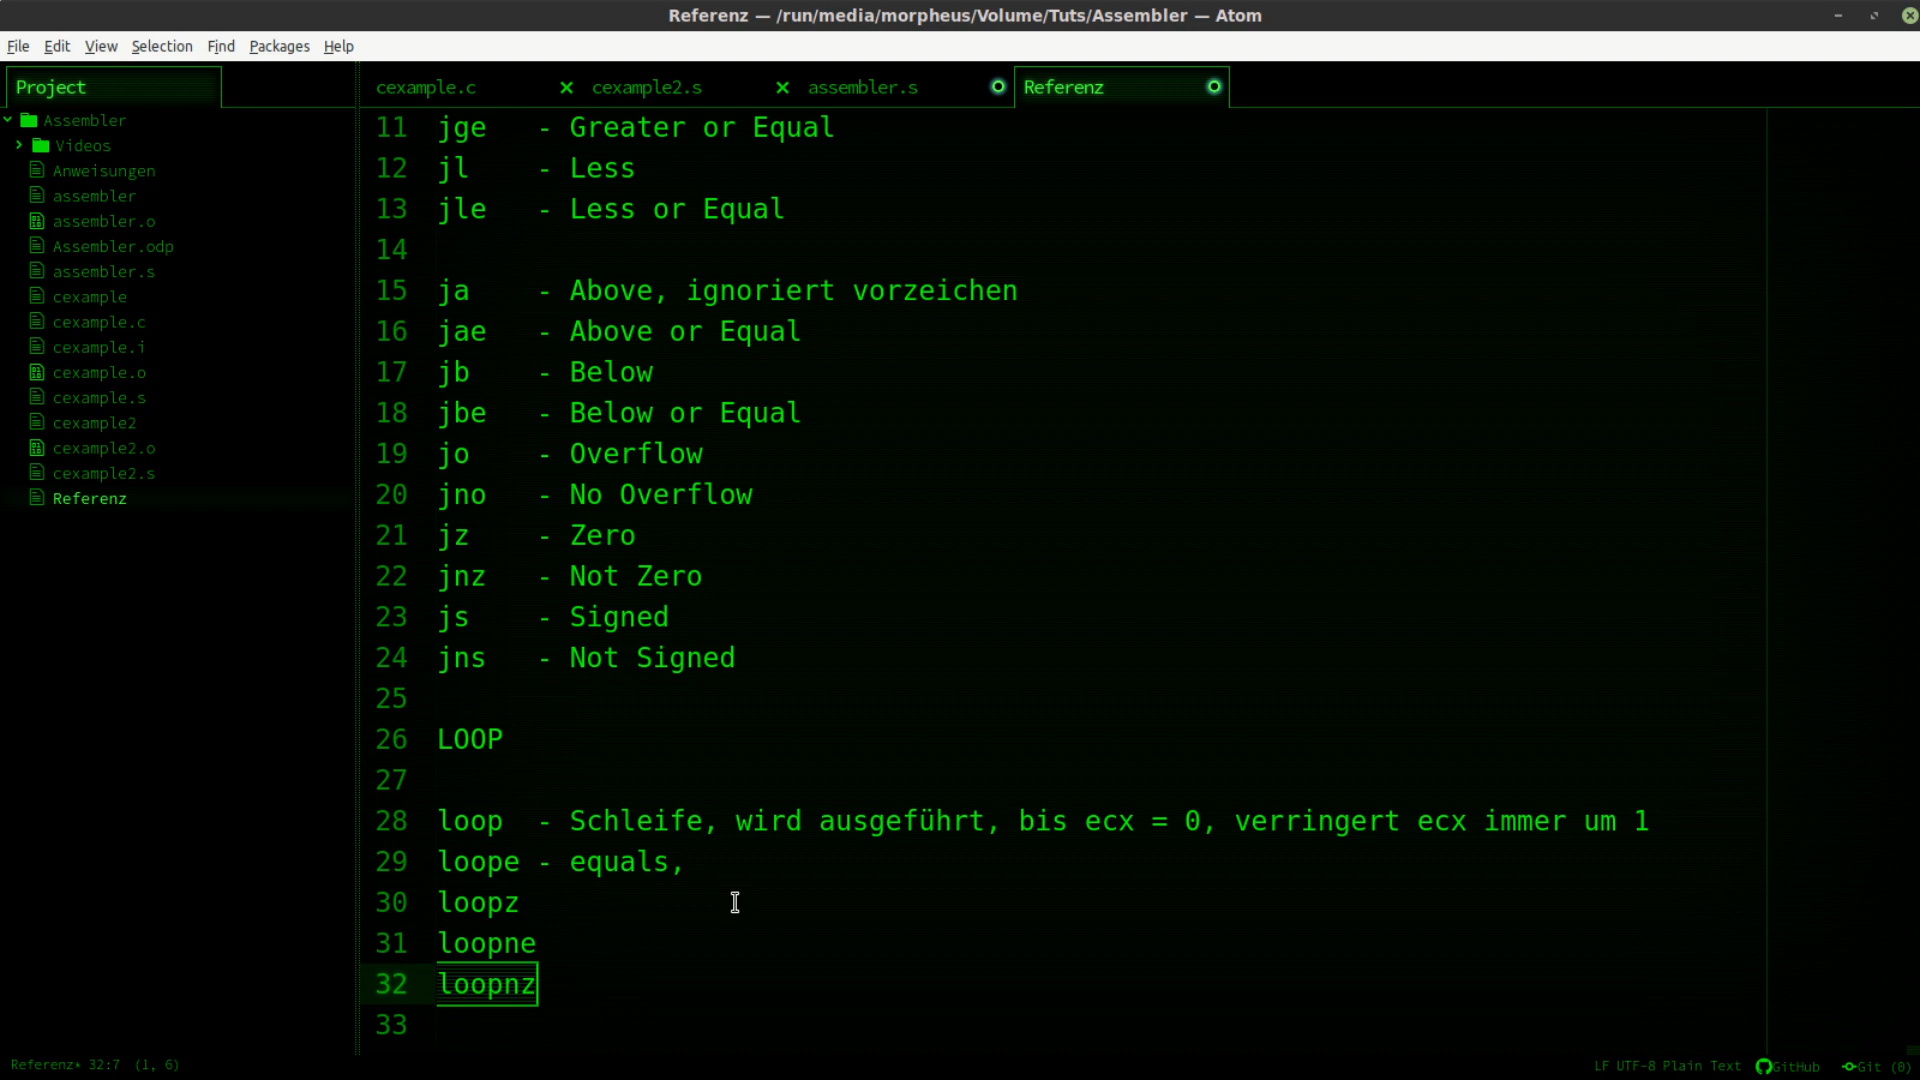 Referenz — /run/media/morpheus/Volume/Tuts/Assembler — Atom
File Edit View Selection Find Packages Help
Project
cexample.c
cexample2.s
assembler.s
Referenz
Assembler
Videos
Anweisungen
assembler
assembler.o
Assembler.odp
assembler.s
cexample
cexample.c
cexample.i
cexample.o
cexample.s
cexample2
cexample2.o
cexample2.s
Referenz
11 jge - Greater or Equal
12 jl - Less
13 jle - Less or Equal
14
15 ja - Above, ignoriert vorzeichen
16 jae - Above or Equal
17 jb - Below
18 jbe - Below or Equal
19 jo - Overflow
20 jno - No Overflow
21 jz - Zero
22 jnz - Not Zero
23 js - Signed
24 jns - Not Signed
25
26 LOOP
27
28 loop - Schleife, wird ausgeführt, bis ecx = 0, verringert ecx immer um 1
29 loope - equals,
30 loopz
31 loopne
32 loopnz
33
Referenz* 32:7 (1, 6)
LF UTF-8 Plain Text GitHub Git (0)